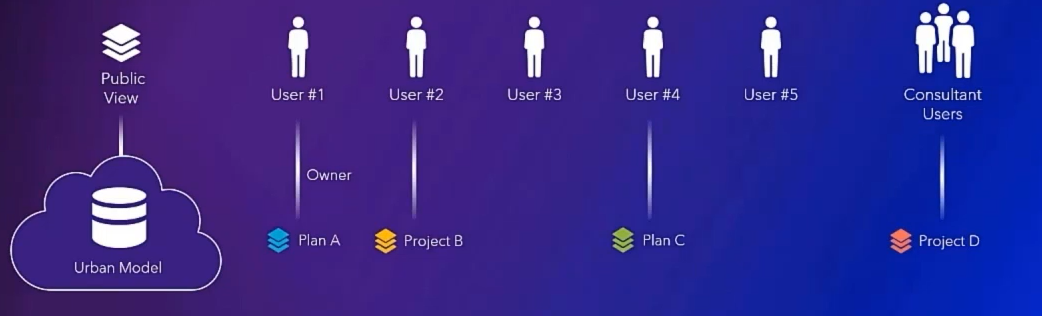 Public
View
User #1
User #2
User #3
User #4
User #5
Consultant
Users
Owner
Plan A
Project B
Plan C
Project D
Urban Model